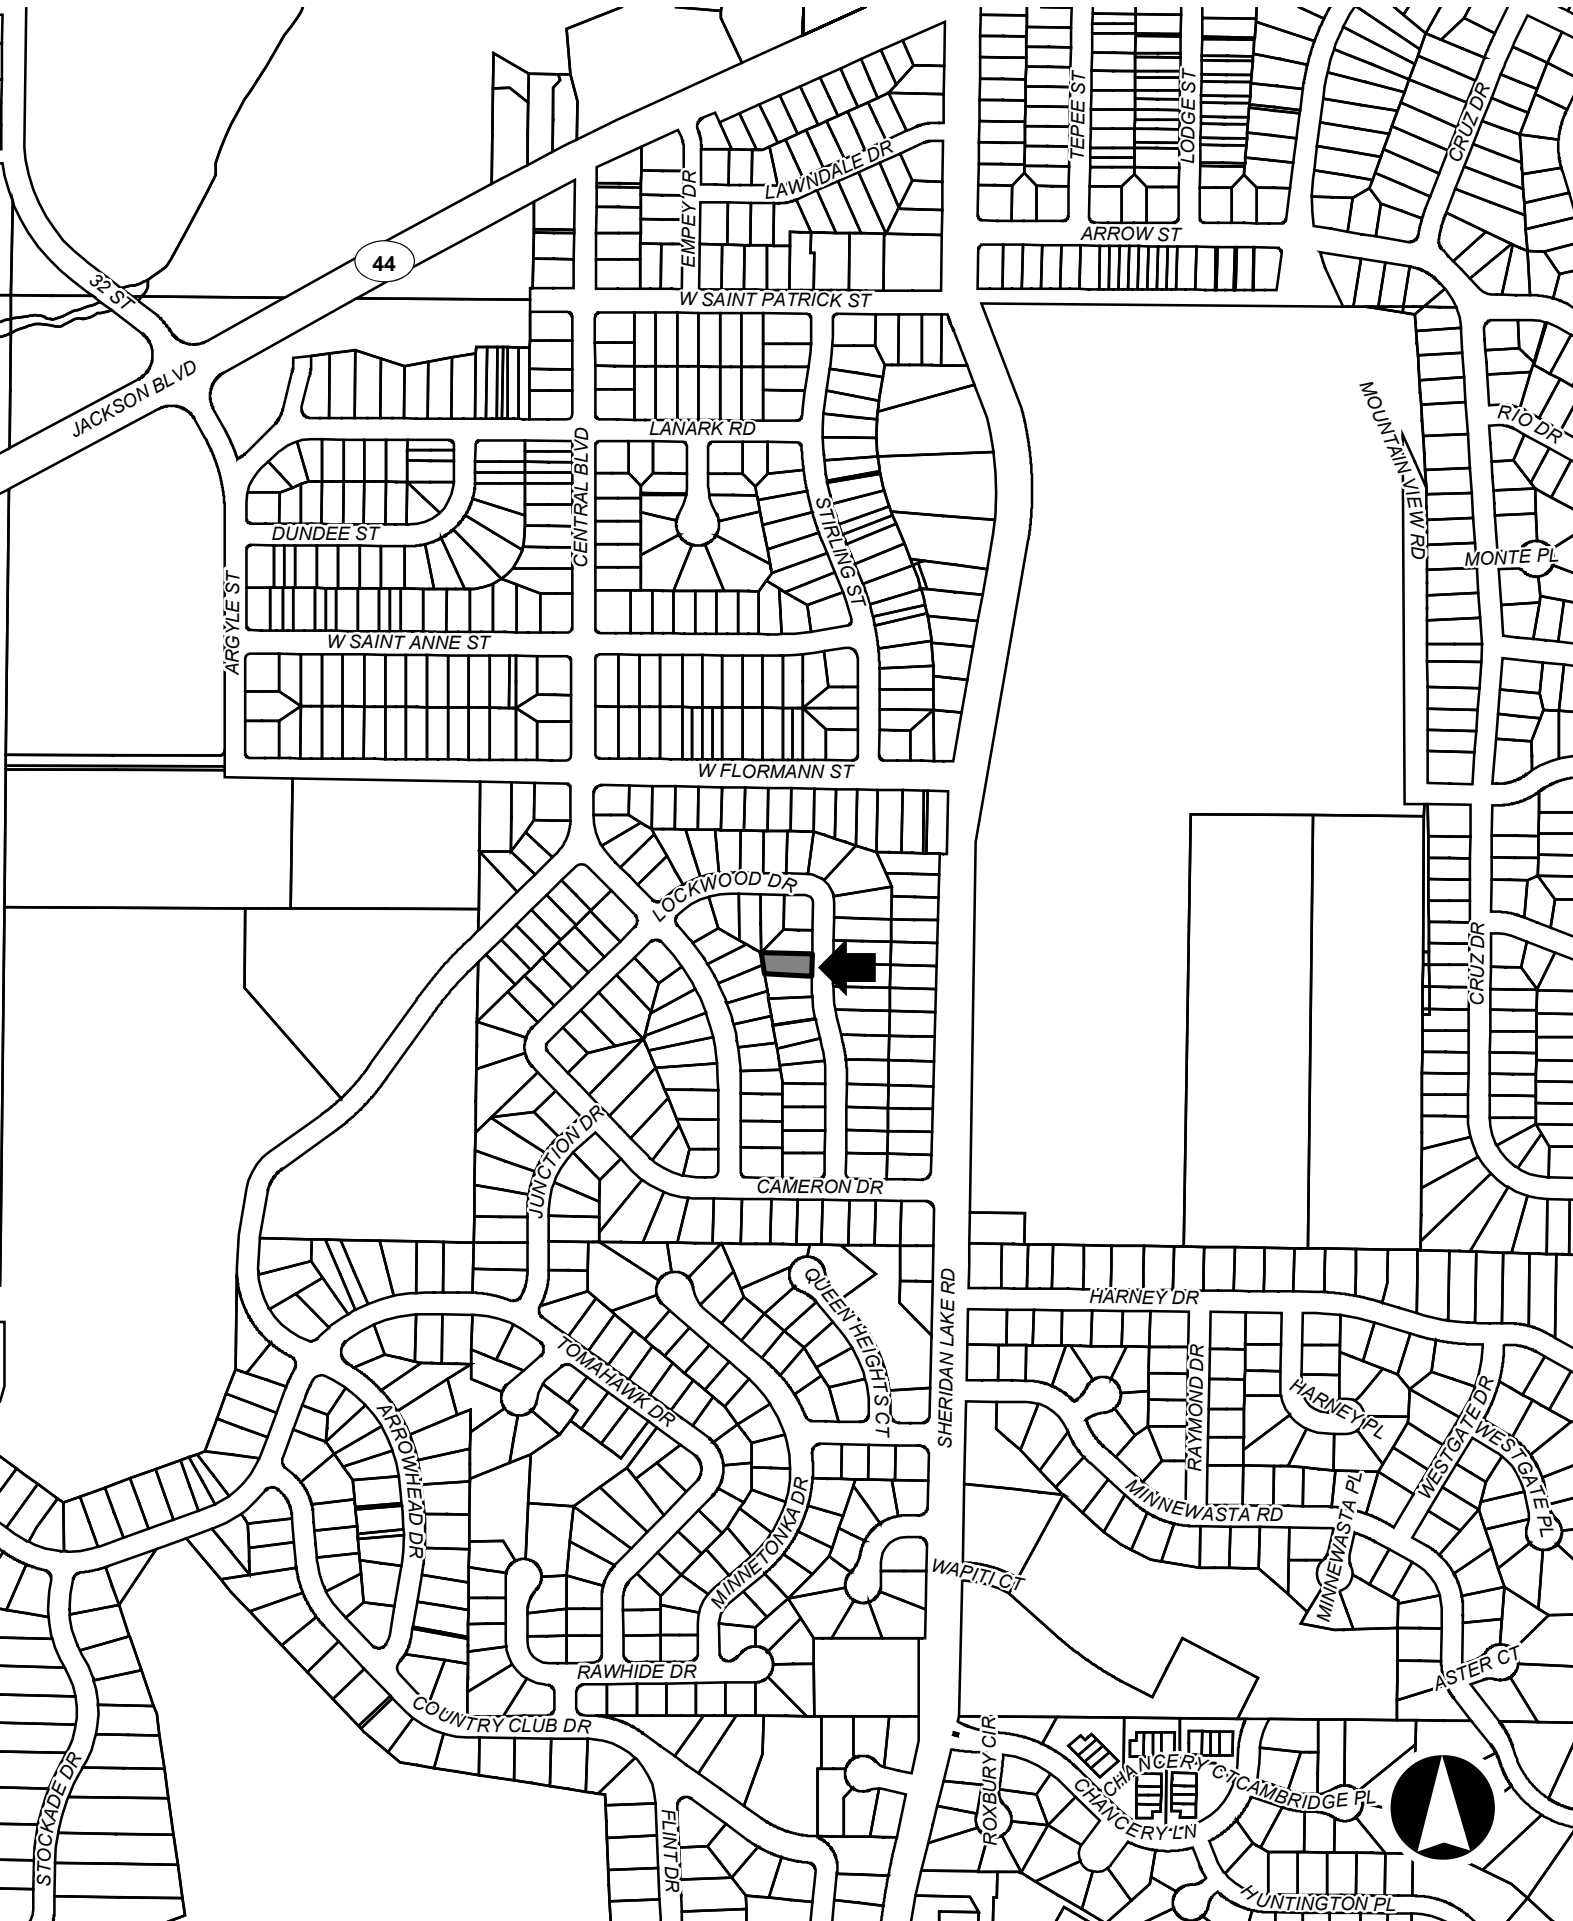 TEPEE ST
LODGE ST
CRUZ DR
LAWNDALE DR
EMPEY DR
ARROW ST
44
32 ST
W SAINT PATRICK ST
JACKSON BLVD
MOUNTAIN VIEW RD
RIO DR
LANARK RD
CENTRAL BLVD
STIRLING ST
DUNDEE ST
MONTE PL
ARGYLE ST
W SAINT ANNE ST
W FLORMANN ST
LOCKWOOD DR
CRUZ DR
JUNCTION DR
CAMERON DR
QUEEN HEIGHTS CT
SHERIDAN LAKE RD
HARNEY DR
TOMAHAWK DR
RAYMOND DR
HARNEY PL
WESTGATE DR
WESTGATE PL
ARROWHEAD DR
MINNETONKA DR
MINNEWASTA RD
MINNEWASTA PL
WAPITI CT
RAWHIDE DR
ASTER CT
COUNTRY CLUB DR
ROXBURY CIR
CHANCERY CT
CAMBRIDGE PL
CHANCERY LN
STOCKADE DR
FLINT DR
HUNTINGTON PL